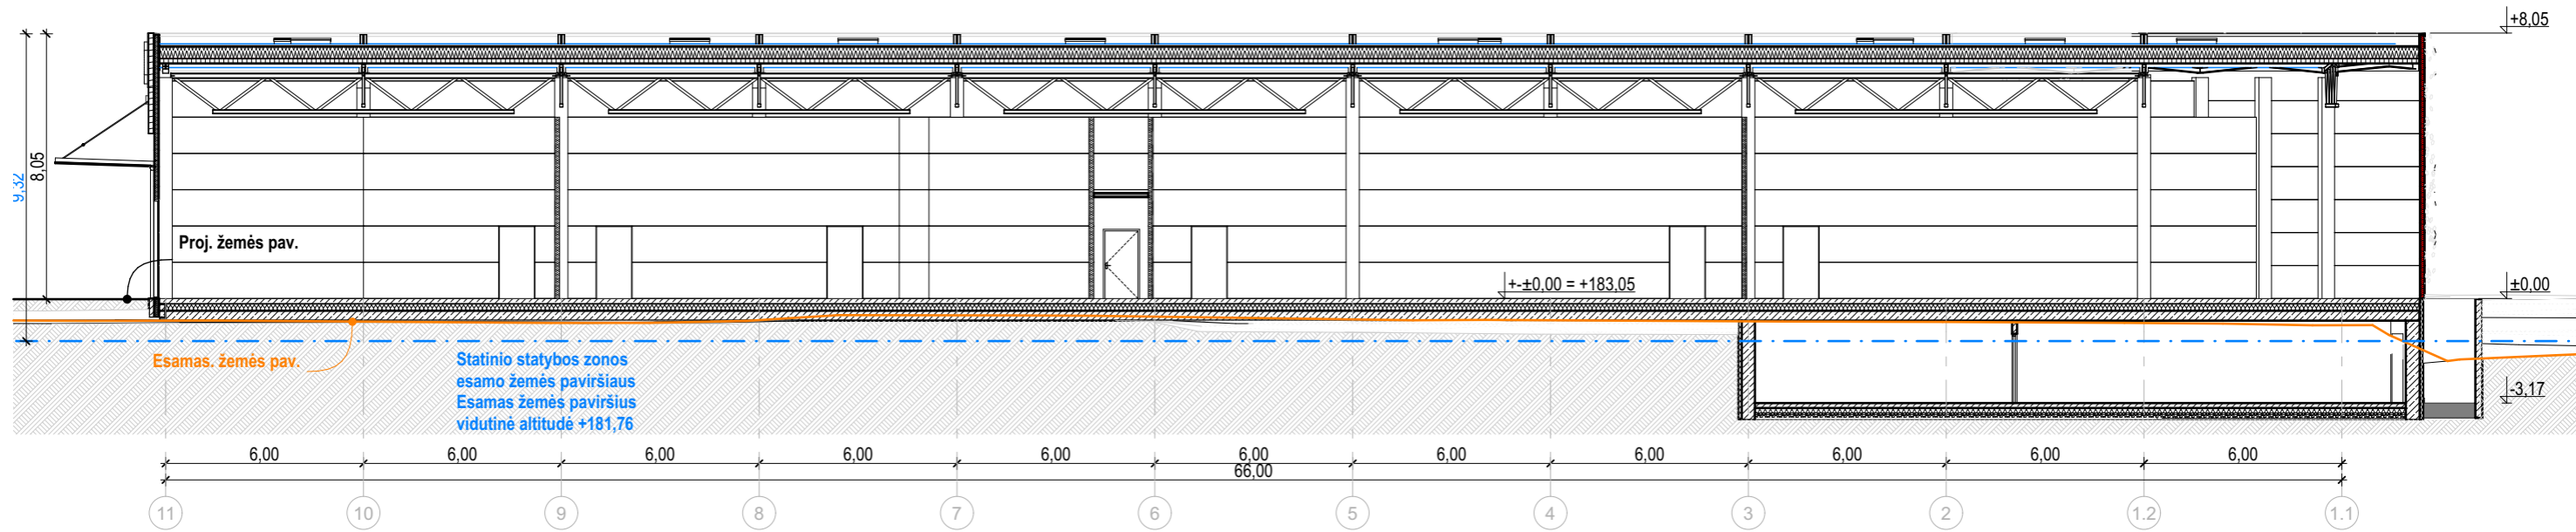 +8,05
9,32
8,05
Proj. žemės pav.
+-±0,00 = +183,05
±0,00
Esamas. žemės pav.
Statinio statybos zonos
esamo žemės paviršiaus
Esamas žemės paviršius
vidutinė altitudė +181,76
-3,17
6,00 6,00 6,00 6,00 6,00 6,00 6,00 6,00 6,00 6,00 6,00
66,00
11 10 9 8 7 6 5 4 3 2 1.2 1.1